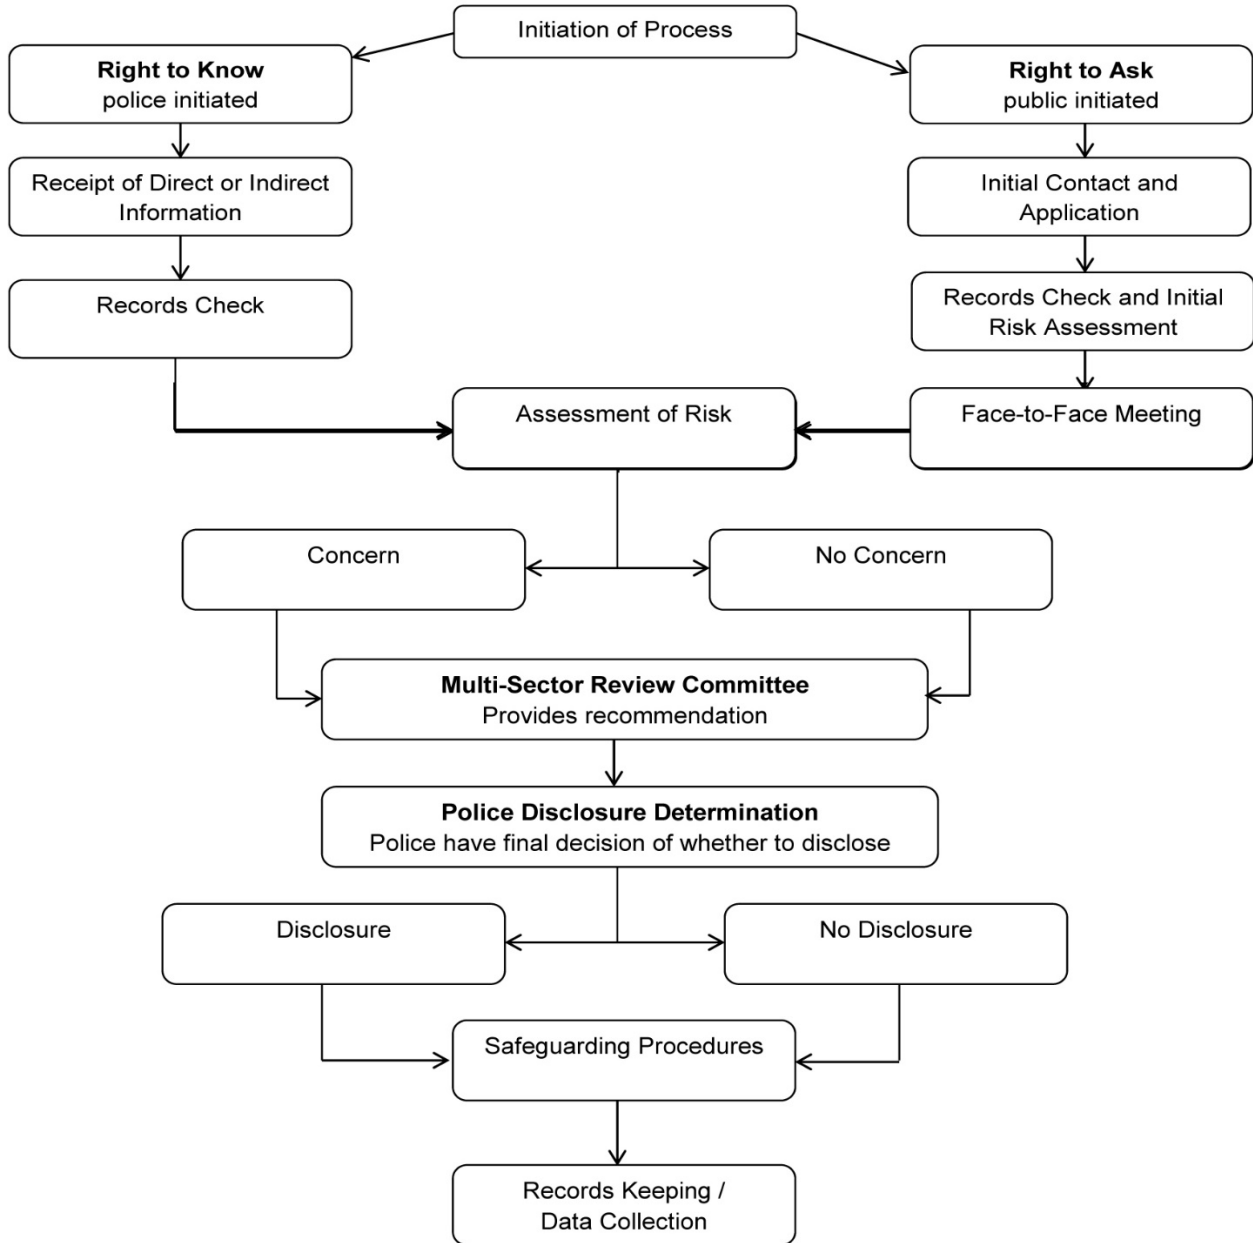 Initiation of Process
Right to Know
police initiated
Right to Ask
public initiated
Receipt of Direct or Indirect
Information
Initial Contact and
Application
Records Check
Records Check and Initial
Risk Assessment
Assessment of Risk
Face-to-Face Meeting
Concern
No Concern
Multi-Sector Review Committee
Provides recommendation
Police Disclosure Determination
Police have final decision of whether to disclose
Disclosure
No Disclosure
Safeguarding Procedures
Records Keeping /
Data Collection